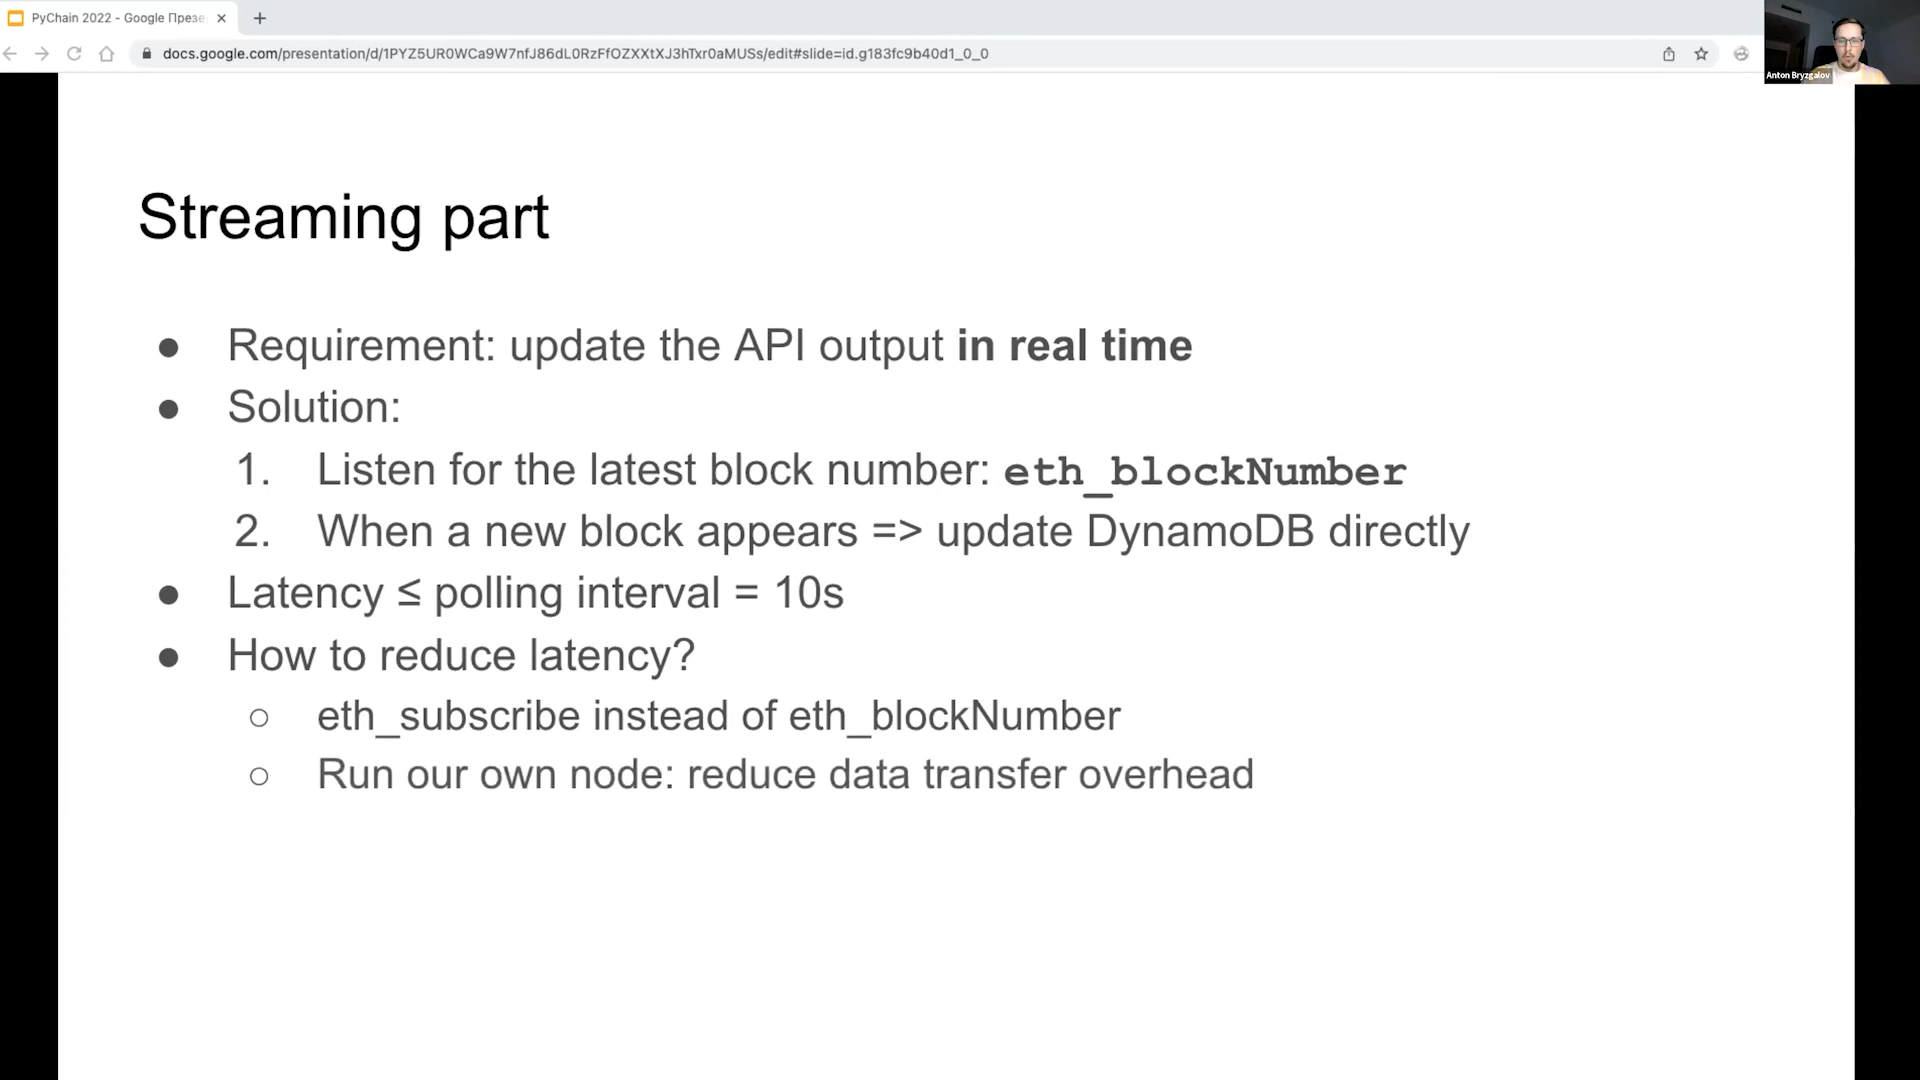 PyChain 2022 - Google Презе
docs.google.com/presentation/d/1PYZ5UR0WCa9W7nfJ86dL0RzFfOZXXtXJ3hTxr0aMUSs/edit#slide=id.g183fc9b40d1_0_0
Anton Bryzgalov
Streaming part
● Requirement: update the API output in real time
● Solution:
1. Listen for the latest block number: eth_blockNumber
2. When a new block appears => update DynamoDB directly
● Latency ≤ polling interval = 10s
● How to reduce latency?
○ eth_subscribe instead of eth_blockNumber
○ Run our own node: reduce data transfer overhead